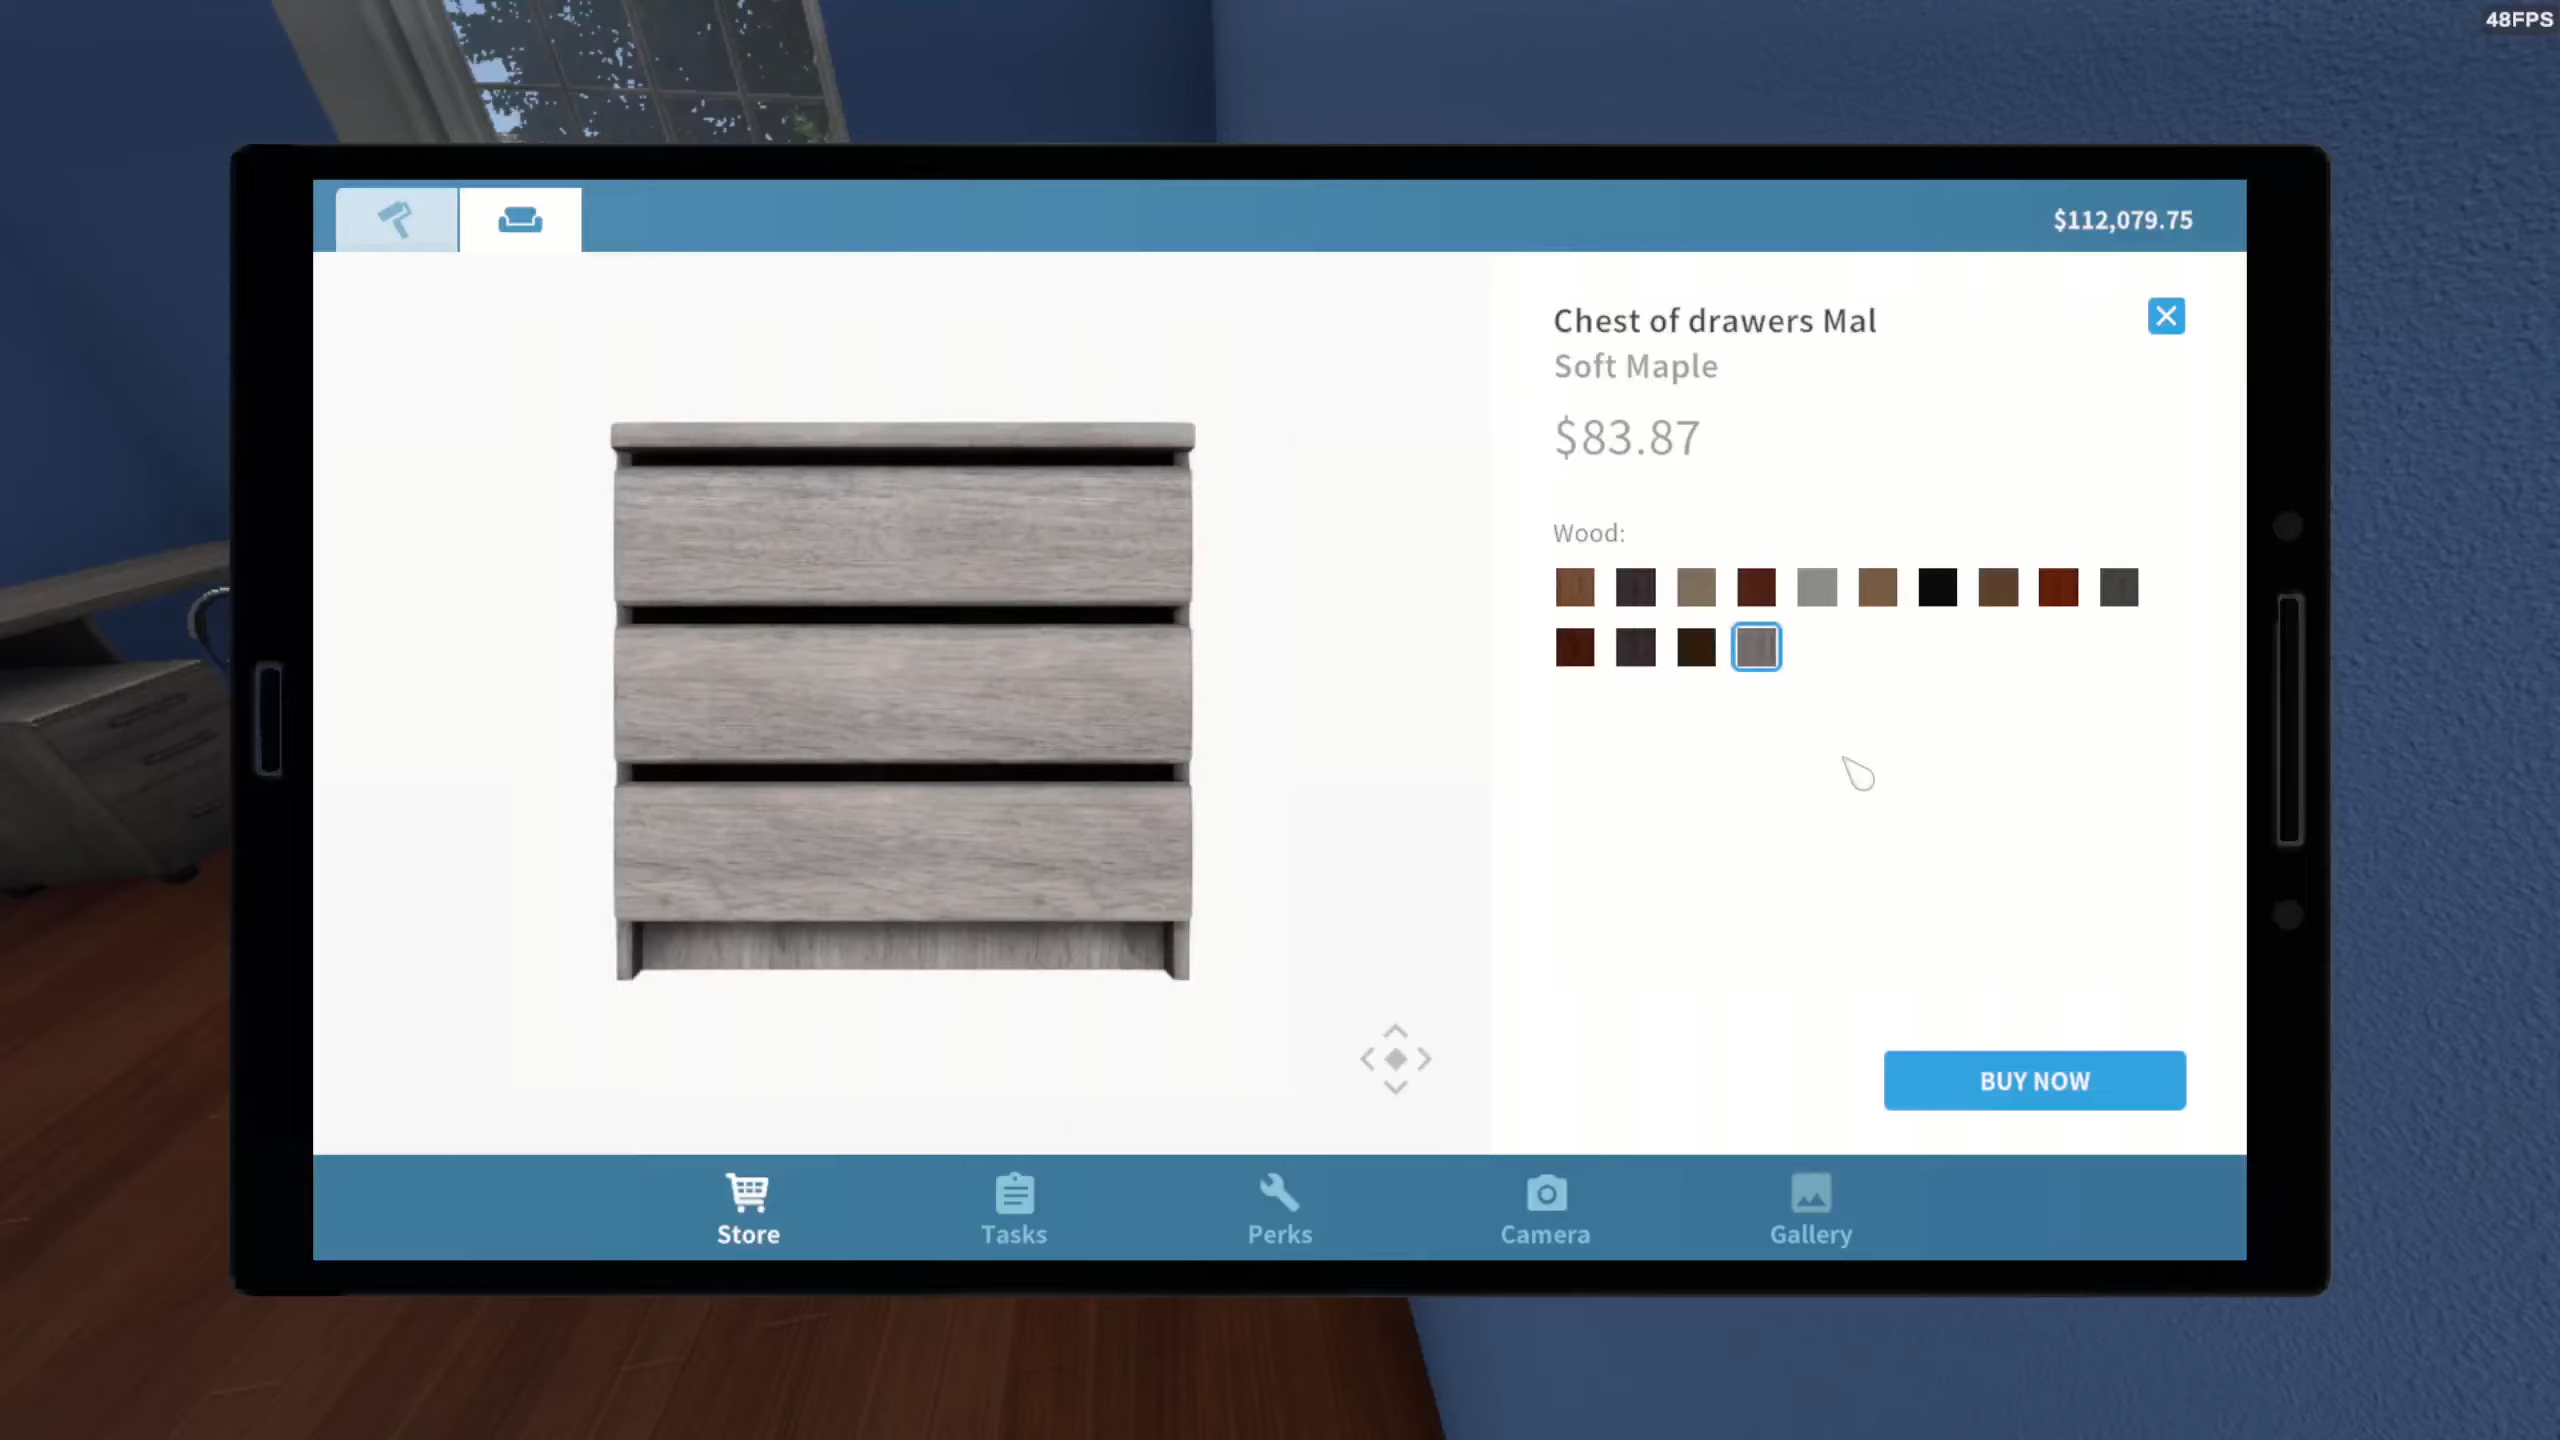 48FPS
$112,079.75
Chest of drawers Mal
Soft Maple
$83.87
Wood:
BUY NOW
Store
Tasks
Perks
Camera
Gallery